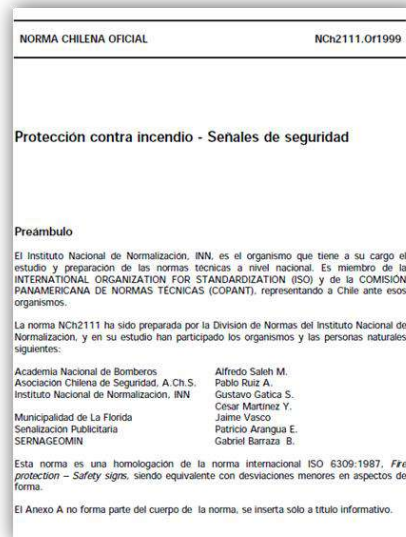 NORMA CHILENA OFICIAL NCh2111.Of1999
Protección contra incendio - Señales de seguridad
Preámbulo
El Instituto Nacional de Normalización, INN, es el organismo que tiene a su cargo el
estudio y preparación de las normas técnicas a nivel nacional. Es miembro de la
INTERNATIONAL ORGANIZATION FOR STANDARDIZATION (ISO) y de la COMISIÓN
PANAMERICANA DE NORMAS TÉCNICAS (COPANT), representando a Chile ante esos
organismos.
La norma NCh2111 ha sido preparada por la División de Normas del Instituto Nacional de
Normalización, y en su estudio han participado los organismos y las personas naturales
siguientes:
Academia Nacional de Bomberos Alfredo Saleh M.
Asociación Chilena de Seguridad, A.Ch.S. Pablo Ruiz A.
Instituto Nacional de Normalización, INN Gustavo Gatica S.
César Martínez Y.
Municipalidad de La Florida Jaime Vasco
Señalización Publicitaria Patricio Arangua E.
SERNAGEOMIN Gabriel Barraza B.
Esta norma es una homologación de la norma internacional ISO 6309:1987, Fire
protection – Safety signs, siendo equivalente con desviaciones menores en aspectos de
forma.
El Anexo A no forma parte del cuerpo de la norma, se inserta sólo a título informativo.